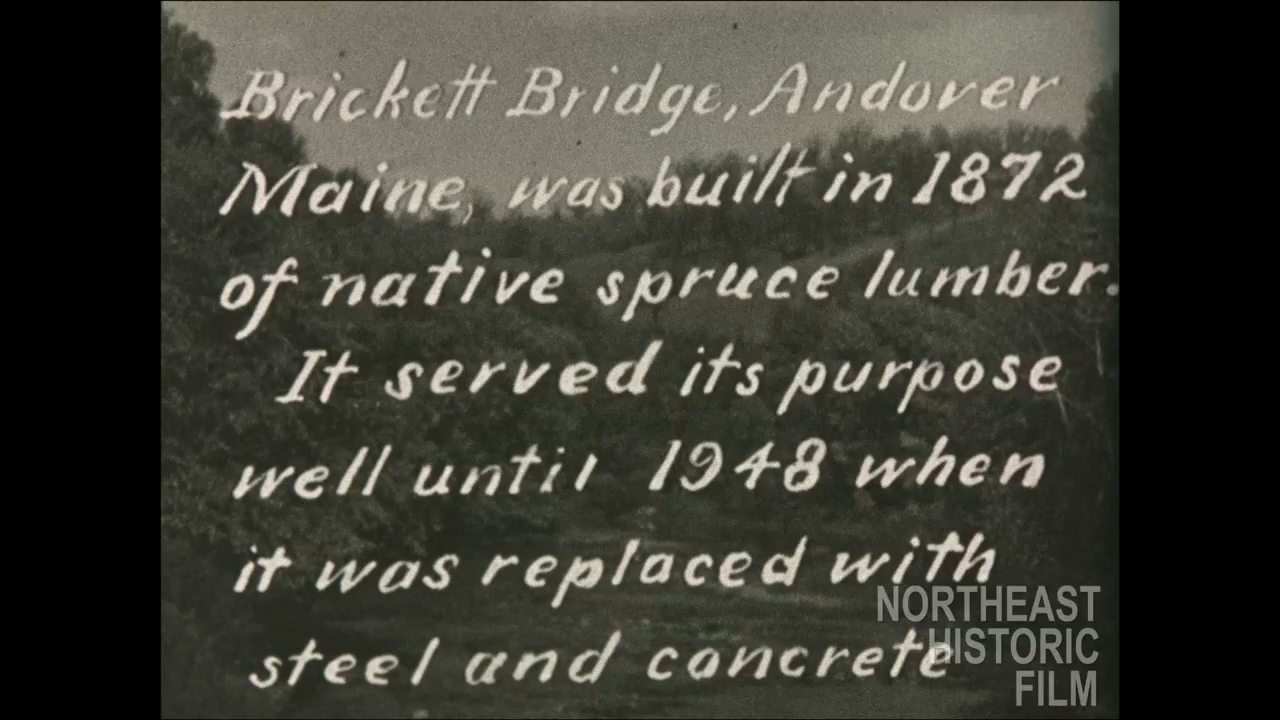 Brickett Bridge, Andover
Maine, was built in 1872
of native spruce lumber.
It served its purpose
well until 1948 when
it was replaced with
steel and concrete
NORTHEAST
HISTORIC
FILM